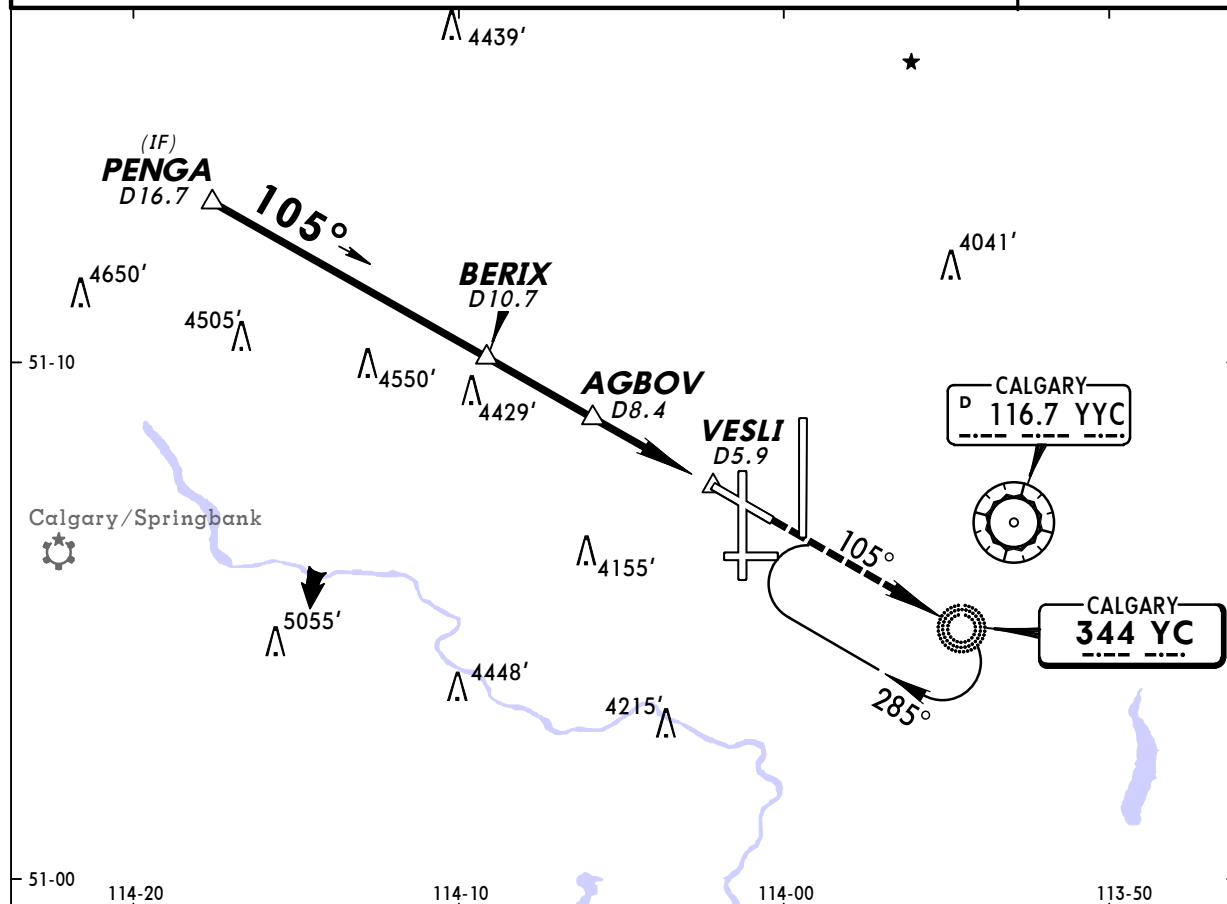 4439'
(IF)
PENGA
D16.7
105°
4650'
4505'
4550'
BERIX
D10.7
4429'
4041'
51-10
AGBOV
D8.4
VESLI
D5.9
CALGARY
D 116.7 YYC
Calgary/Springbank
4155'
105°
5055'
CALGARY
344 YC
4448'
4215'
285°
51-00
114-20
114-10
114-00
113-50